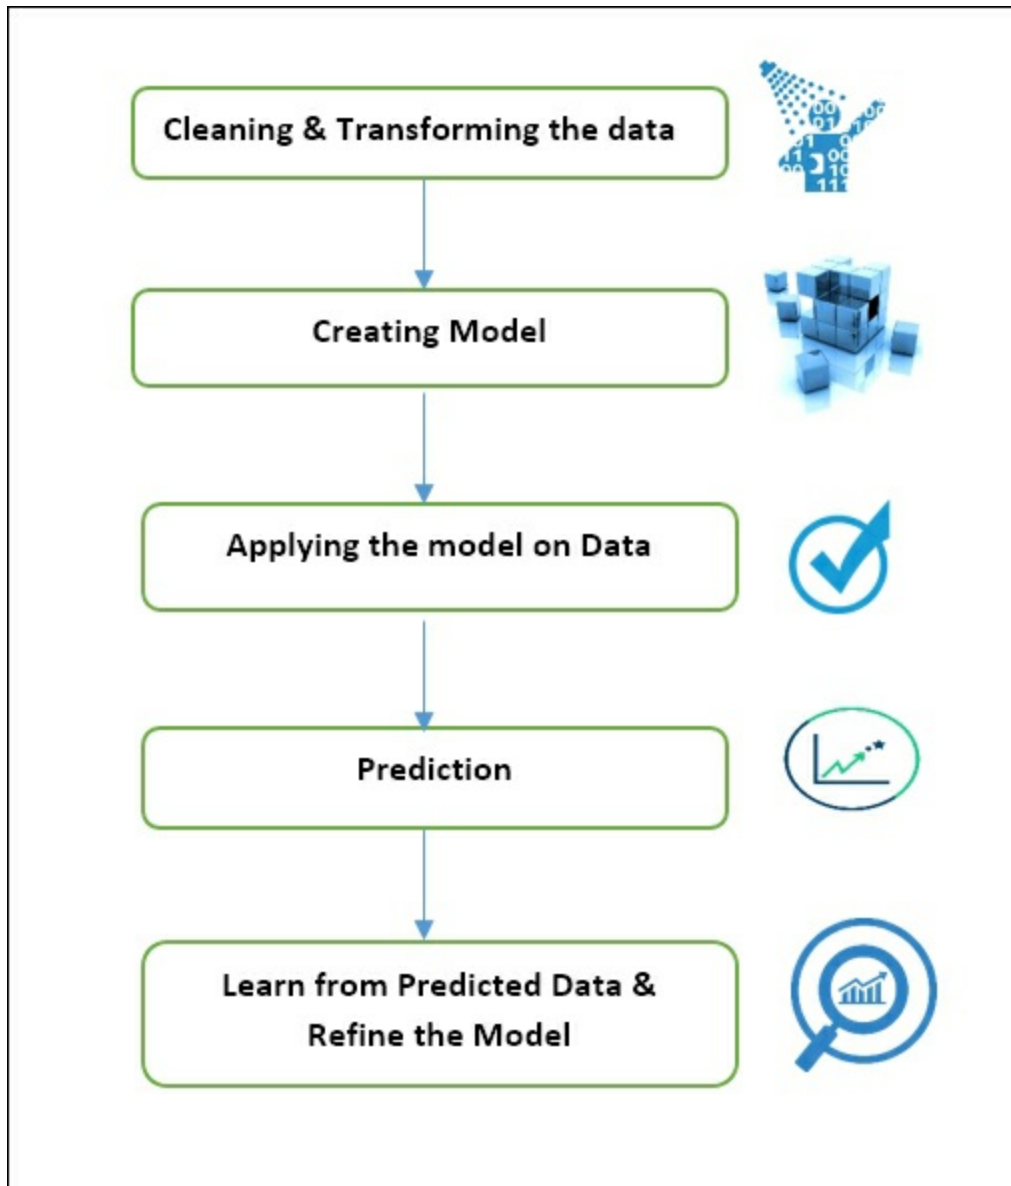 Cleaning & Transforming the data
Creating Model
Applying the model on Data
Prediction
Learn from Predicted Data &
Refine the Model